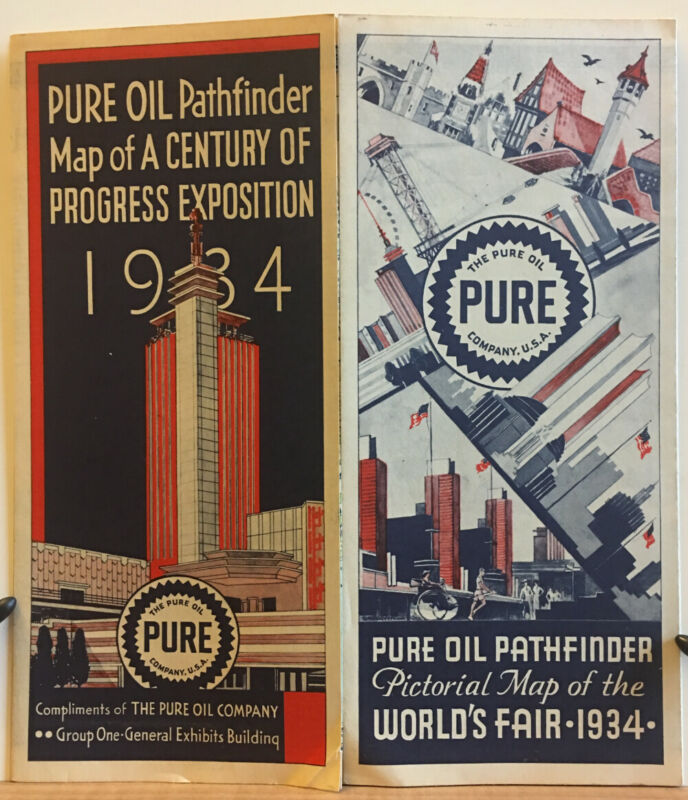 PURE OIL Pathfinder
Map of A CENTURY OF
PROGRESS EXPOSITION
1934
THE PURE OIL
PURE
COMPANY, U.S.A.
Compliments of THE PURE OIL COMPANY
•• Group One · General Exhibits Building
THE PURE OIL
PURE
COMPANY, U.S.A.
PURE OIL PATHFINDER
Pictorial Map of the
WORLD'S FAIR · 1934 ·